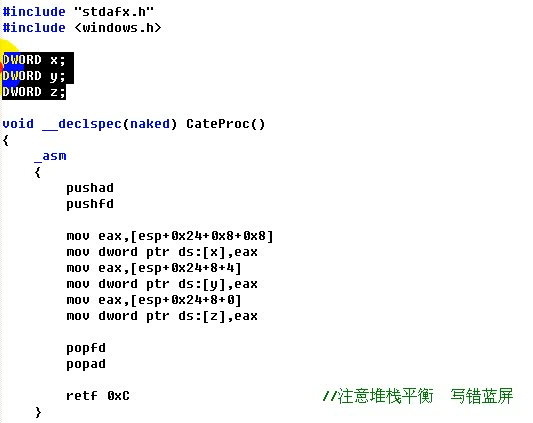 #include "stdafx.h"
#include <windows.h>
DWORD x;
DWORD y;
DWORD z;
void __declspec(naked) CateProc()
{
_asm
{
pushad
pushfd
mov eax,[esp+0x24+0x8+0x8]
mov dword ptr ds:[x],eax
mov eax,[esp+0x24+8+4]
mov dword ptr ds:[y],eax
mov eax,[esp+0x24+8+0]
mov dword ptr ds:[z],eax
popfd
popad
retf 0xC //注意堆栈平衡 写错蓝屏
}